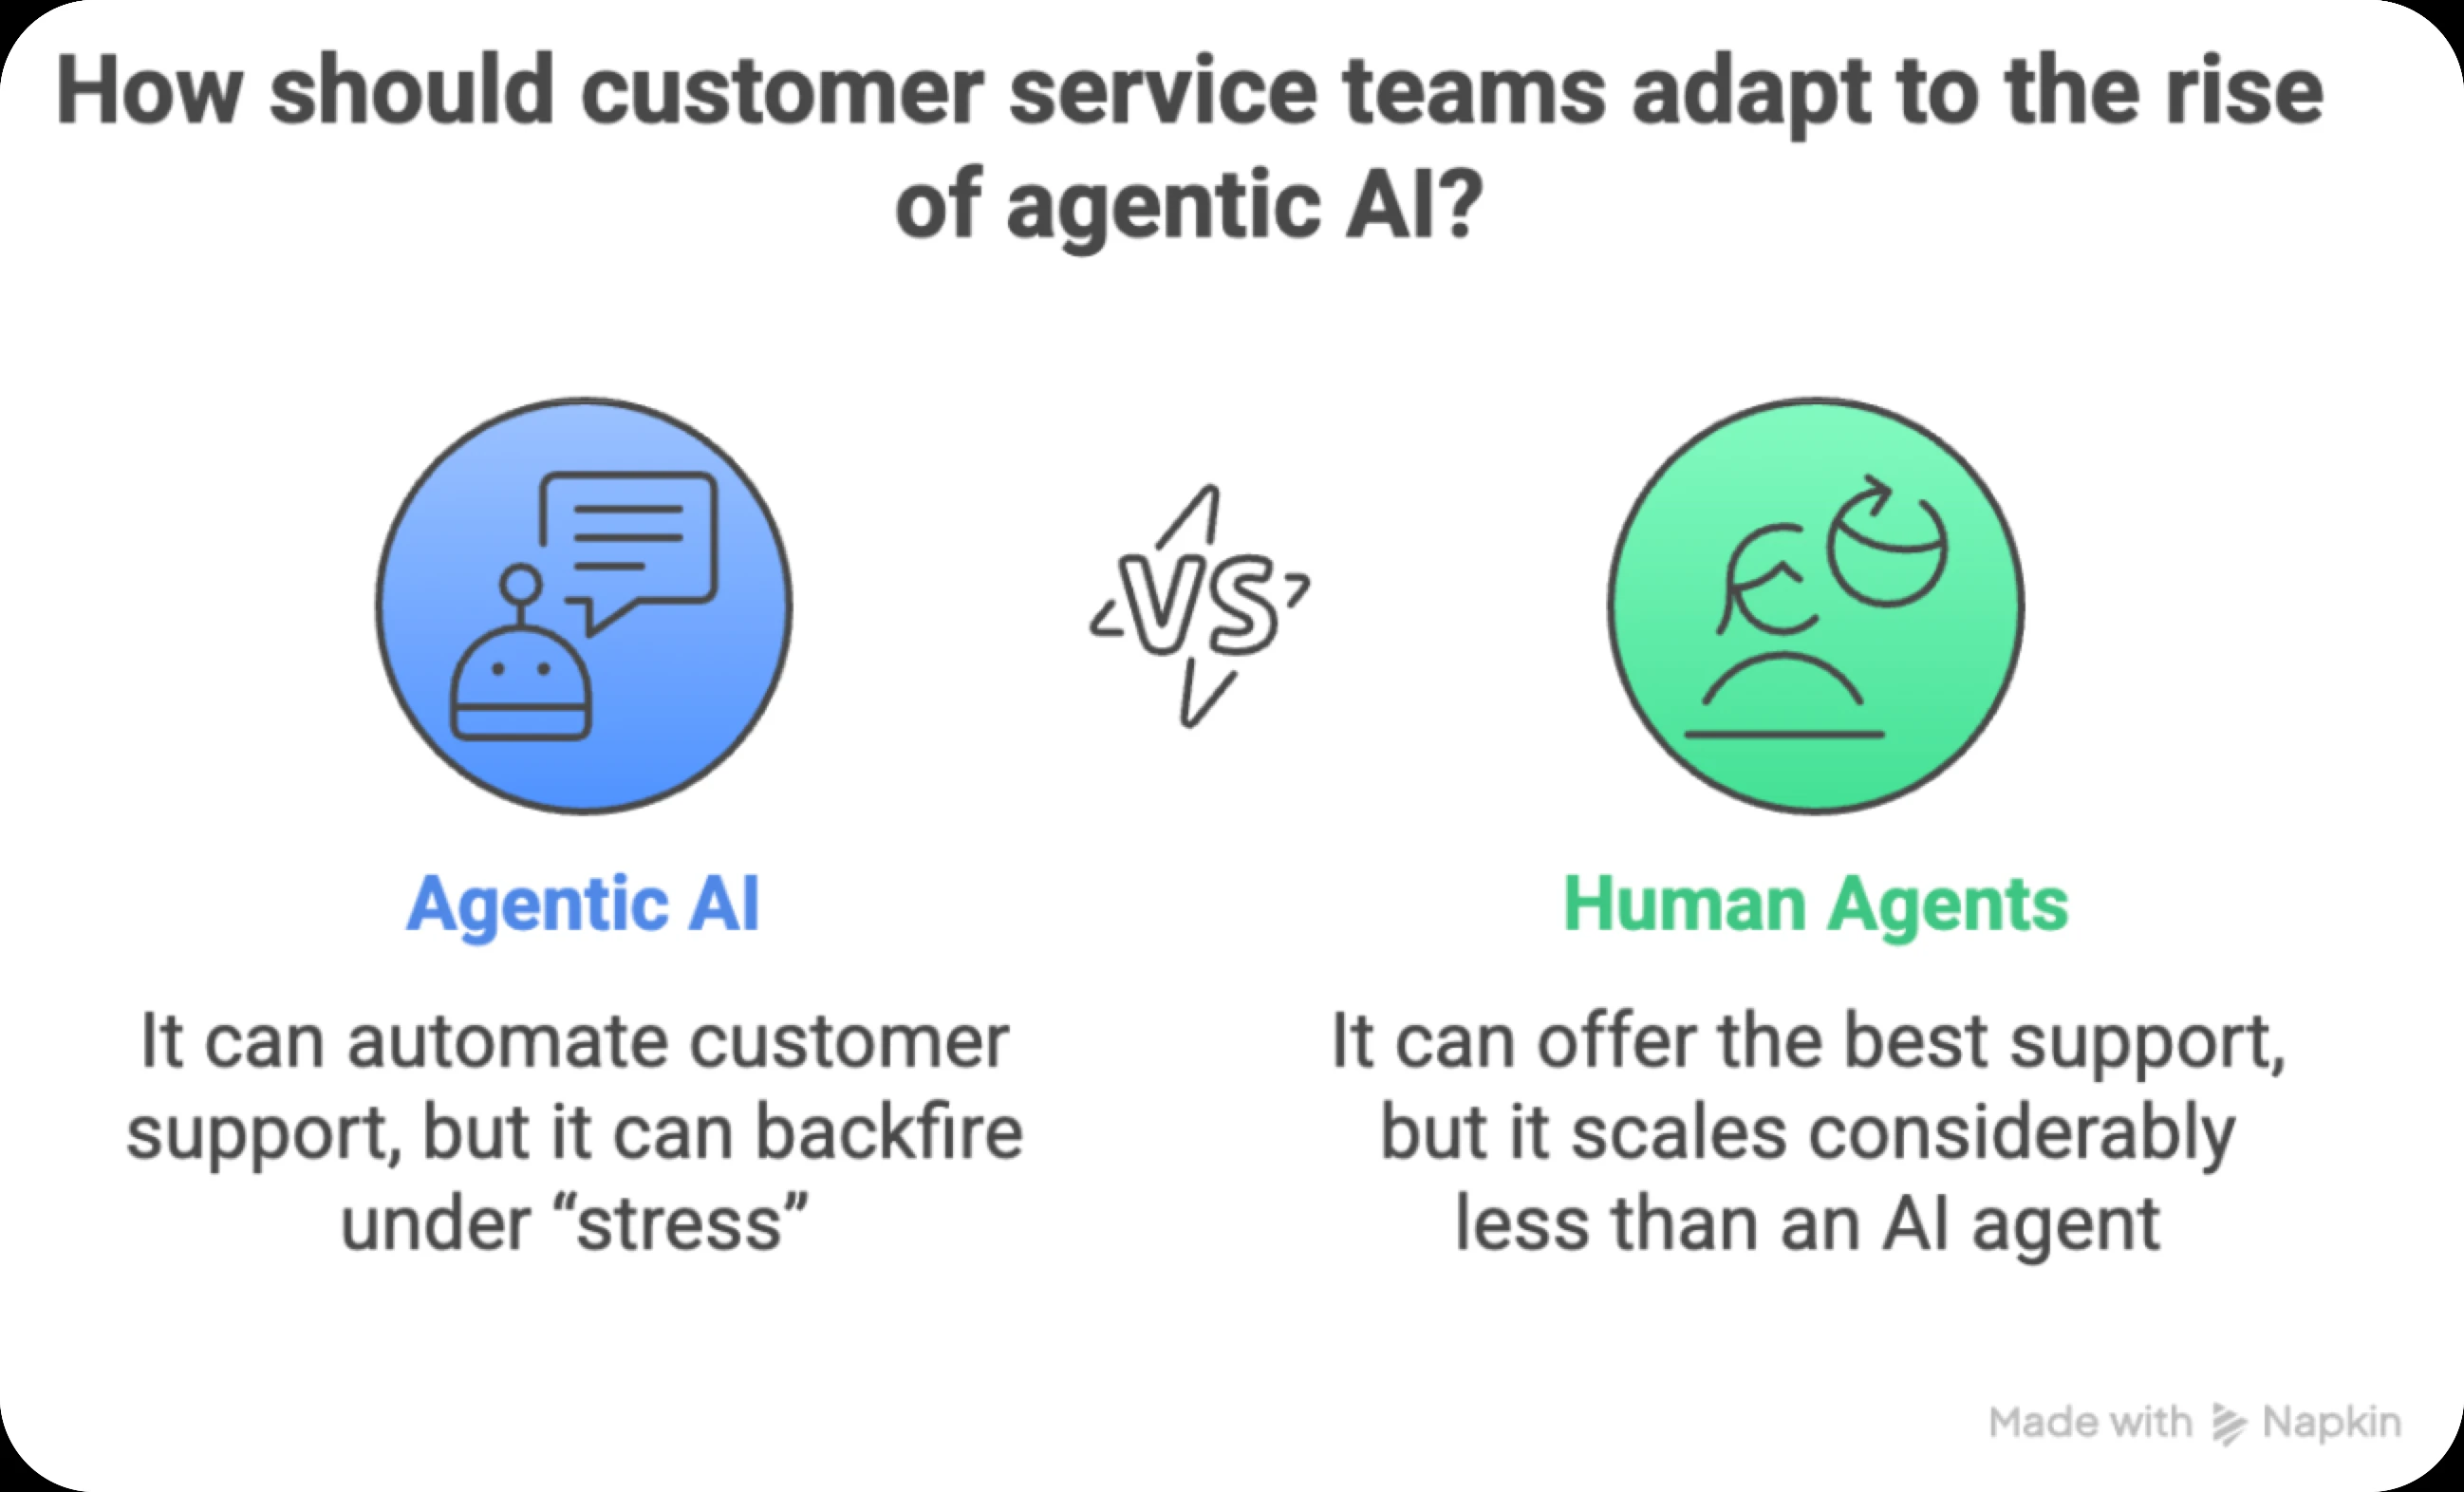 How should customer service teams adapt to the rise
of agentic AI?
VS
Agentic AI
It can automate customer
support, but it can backfire
under “stress”
Human Agents
It can offer the best support,
but it scales considerably
less than an AI agent
Made with Napkin